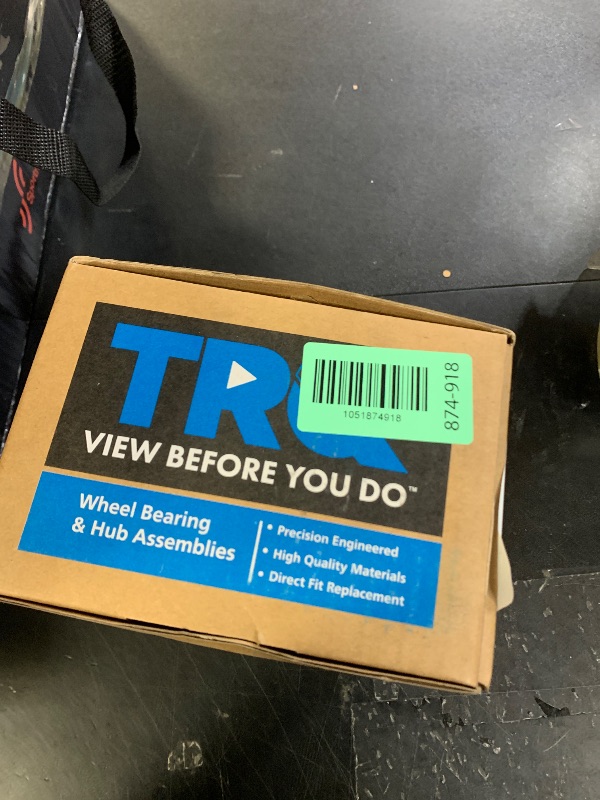 TRQ
1051874918
874-918
VIEW BEFORE YOU DO™
Wheel Bearing
& Hub Assemblies
• Precision Engineered
• High Quality Materials
• Direct Fit Replacement